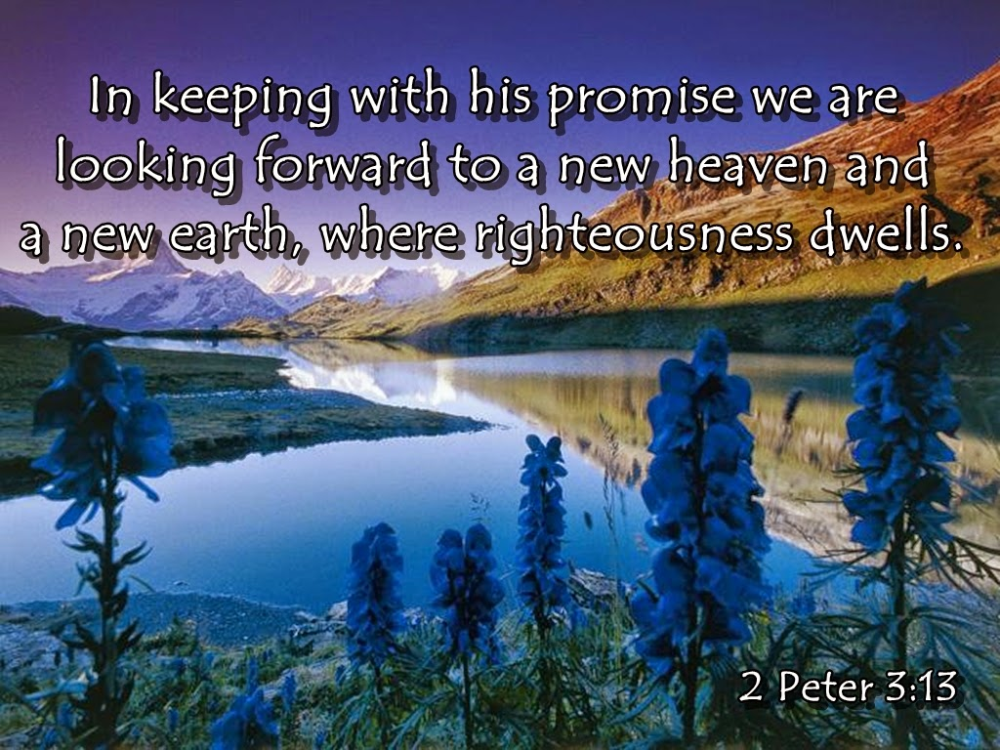 In keeping with his promise we are
looking forward to a new heaven and
a new earth, where righteousness dwells.
2 Peter 3:13